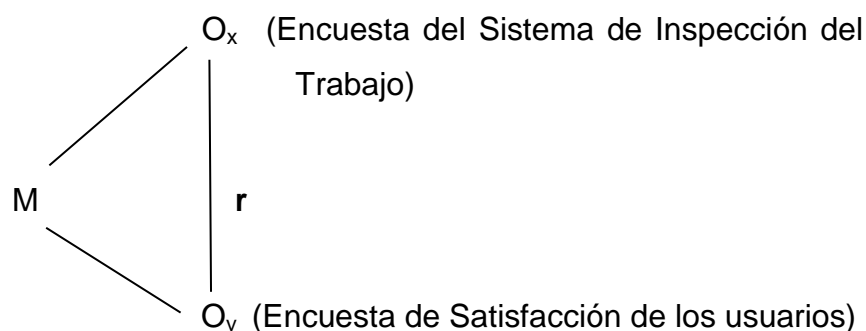 Oₓ (Encuesta del Sistema de Inspección del
Trabajo)
M r
Oᵧ (Encuesta de Satisfacción de los usuarios)